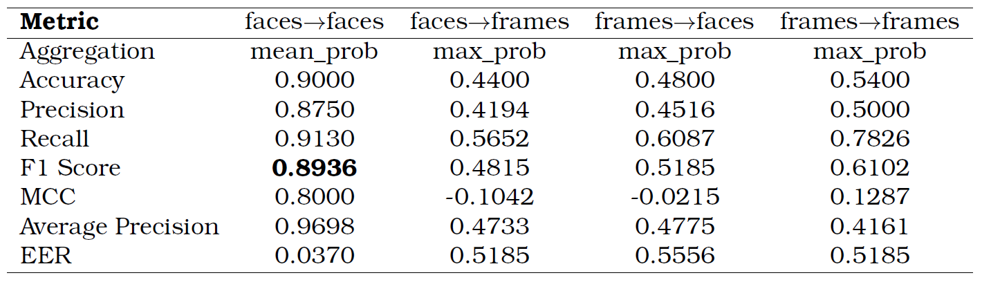 Metric faces→faces faces→frames frames→faces frames→frames
Aggregation mean_prob max_prob max_prob max_prob
Accuracy 0.9000 0.4400 0.4800 0.5400
Precision 0.8750 0.4194 0.4516 0.5000
Recall 0.9130 0.5652 0.6087 0.7826
F1 Score 0.8936 0.4815 0.5185 0.6102
MCC 0.8000 -0.1042 -0.0215 0.1287
Average Precision 0.9698 0.4733 0.4775 0.4161
EER 0.0370 0.5185 0.5556 0.5185